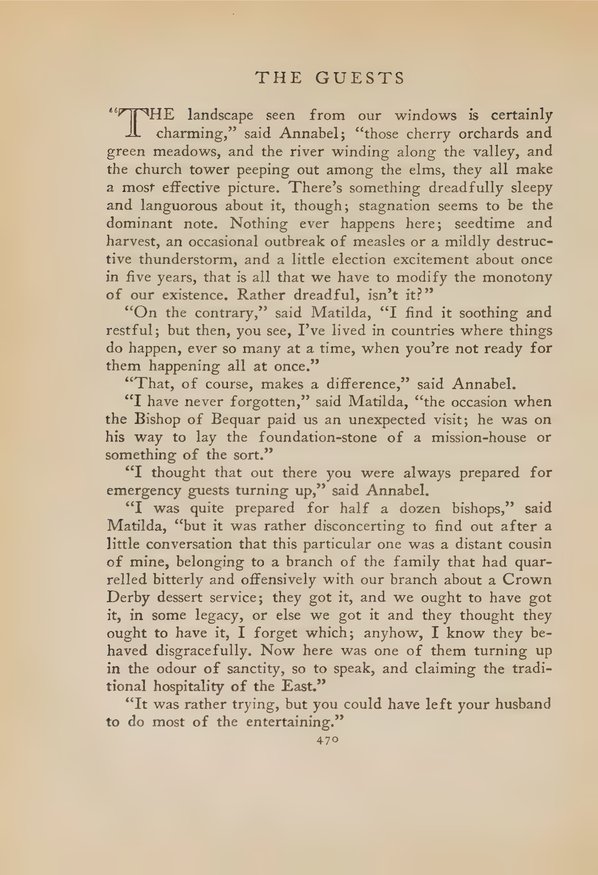 THE GUESTS
“THE landscape seen from our windows is certainly
charming,” said Annabel; “those cherry orchards and
green meadows, and the river winding along the valley, and
the church tower peeping out among the elms, they all make
a most effective picture. There’s something dreadfully sleepy
and languorous about it, though; stagnation seems to be the
dominant note. Nothing ever happens here; seedtime and
harvest, an occasional outbreak of measles or a mildly destruc-
tive thunderstorm, and a little election excitement about once
in five years, that is all that we have to modify the monotony
of our existence. Rather dreadful, isn’t it?”
“On the contrary,” said Matilda, “I find it soothing and
restful; but then, you see, I’ve lived in countries where things
do happen, ever so many at a time, when you’re not ready for
them happening all at once.”
“That, of course, makes a difference,” said Annabel.
“I have never forgotten,” said Matilda, “the occasion when
the Bishop of Bequar paid us an unexpected visit; he was on
his way to lay the foundation-stone of a mission-house or
something of the sort.”
“I thought that out there you were always prepared for
emergency guests turning up,” said Annabel.
“I was quite prepared for half a dozen bishops,” said
Matilda, “but it was rather disconcerting to find out after a
little conversation that this particular one was a distant cousin
of mine, belonging to a branch of the family that had quar-
relled bitterly and offensively with our branch about a Crown
Derby dessert service; they got it, and we ought to have got
it, in some legacy, or else we got it and they thought they
ought to have it, I forget which; anyhow, I know they be-
haved disgracefully. Now here was one of them turning up
in the odour of sanctity, so to speak, and claiming the tradi-
tional hospitality of the East.”
“It was rather trying, but you could have left your husband
to do most of the entertaining.”
470